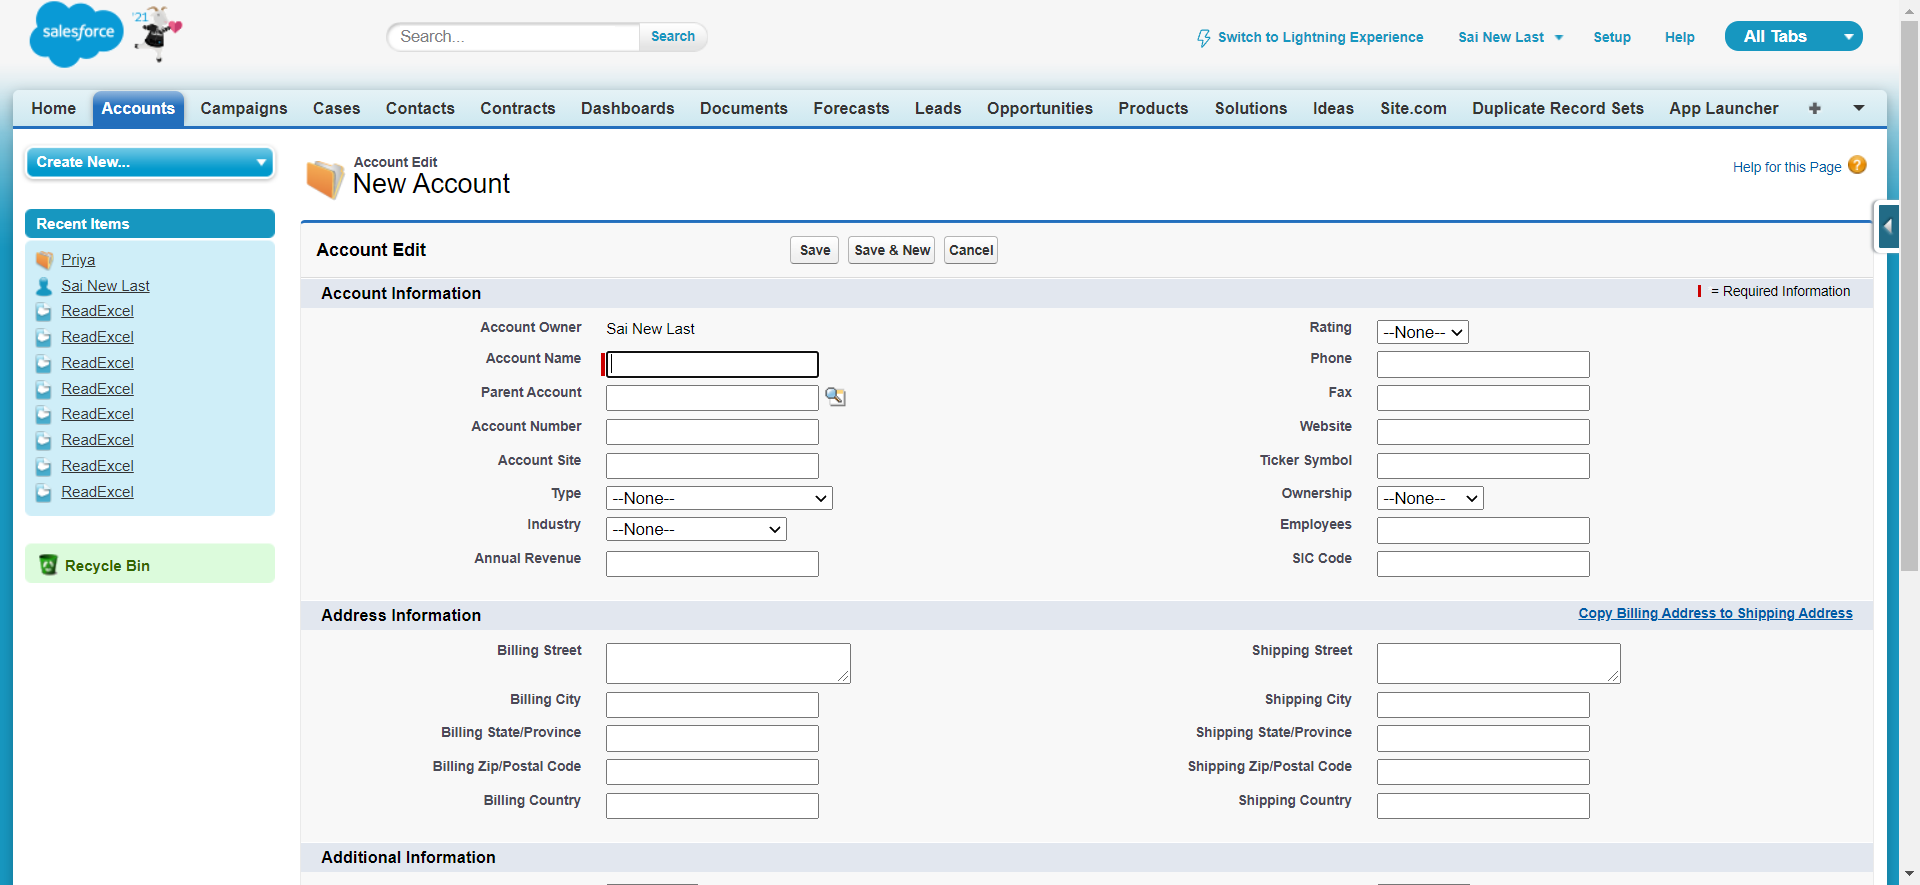 salesforce
'21
Search...
Search
Switch to Lightning Experience
Sai New Last
Setup
Help
All Tabs
Home
Accounts
Campaigns
Cases
Contacts
Contracts
Dashboards
Documents
Forecasts
Leads
Opportunities
Products
Solutions
Ideas
Site.com
Duplicate Record Sets
App Launcher
+
Create New...
Recent Items
Priya
Sai New Last
ReadExcel
ReadExcel
ReadExcel
ReadExcel
ReadExcel
ReadExcel
ReadExcel
ReadExcel
Recycle Bin
Account Edit
New Account
Help for this Page
?
Account Edit
Save
Save & New
Cancel
Account Information
= Required Information
Account Owner
Sai New Last
Rating
--None--
Account Name
Phone
Parent Account
Fax
Account Number
Website
Account Site
Ticker Symbol
Type
--None--
Ownership
--None--
Industry
--None--
Employees
Annual Revenue
SIC Code
Address Information
Copy Billing Address to Shipping Address
Billing Street
Shipping Street
Billing City
Shipping City
Billing State/Province
Shipping State/Province
Billing Zip/Postal Code
Shipping Zip/Postal Code
Billing Country
Shipping Country
Additional Information